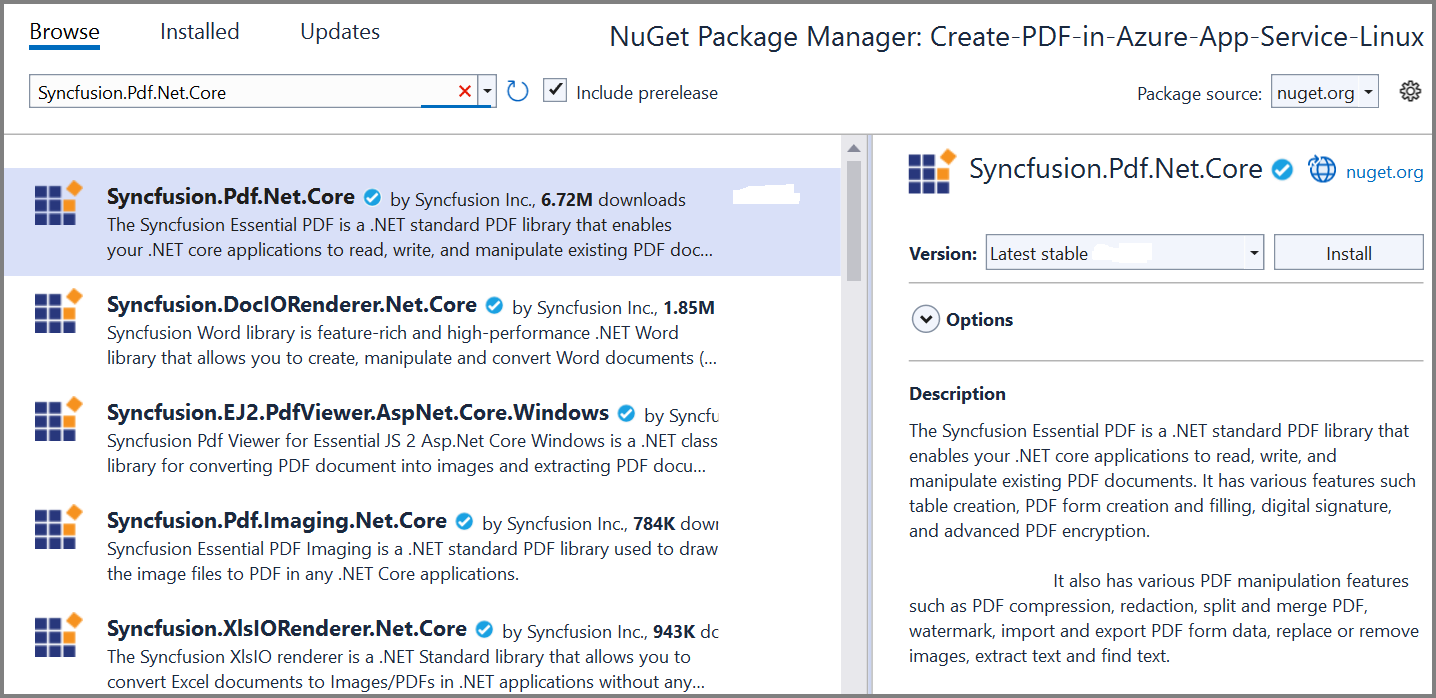 Browse Installed Updates NuGet Package Manager: Create-PDF-in-Azure-App-Service-Linux
Syncfusion.Pdf.Net.Core Include prerelease Package source: nuget.org
Syncfusion.Pdf.Net.Core by Syncfusion Inc., 6.72M downloads
The Syncfusion Essential PDF is a .NET standard PDF library that enables
your .NET core applications to read, write, and manipulate existing PDF doc...
Syncfusion.DocIORenderer.Net.Core by Syncfusion Inc., 1.85M
Syncfusion Word library is feature-rich and high-performance .NET Word
library that allows you to create, manipulate and convert Word documents (...
Syncfusion.EJ2.PdfViewer.AspNet.Core.Windows by Syncfu
Syncfusion Pdf Viewer for Essential JS 2 Asp.Net Core Windows is a .NET class
library for converting PDF document into images and extracting PDF docu...
Syncfusion.Pdf.Imaging.Net.Core by Syncfusion Inc., 784K dow
Syncfusion Essential PDF Imaging is a .NET standard PDF library used to draw
the image files to PDF in any .NET Core applications.
Syncfusion.XlsIORenderer.Net.Core by Syncfusion Inc., 943K dc
The Syncfusion XlsIO renderer is a .NET Standard library that allows you to
convert Excel documents to Images/PDFs in .NET applications without any...
Syncfusion.Pdf.Net.Core nuget.org
Version: Latest stable Install
Options
Description
The Syncfusion Essential PDF is a .NET standard PDF library that
enables your .NET core applications to read, write, and
manipulate existing PDF documents. It has various features such
table creation, PDF form creation and filling, digital signature,
and advanced PDF encryption.
It also has various PDF manipulation features
such as PDF compression, redaction, split and merge PDF,
watermark, import and export PDF form data, replace or remove
images, extract text and find text.